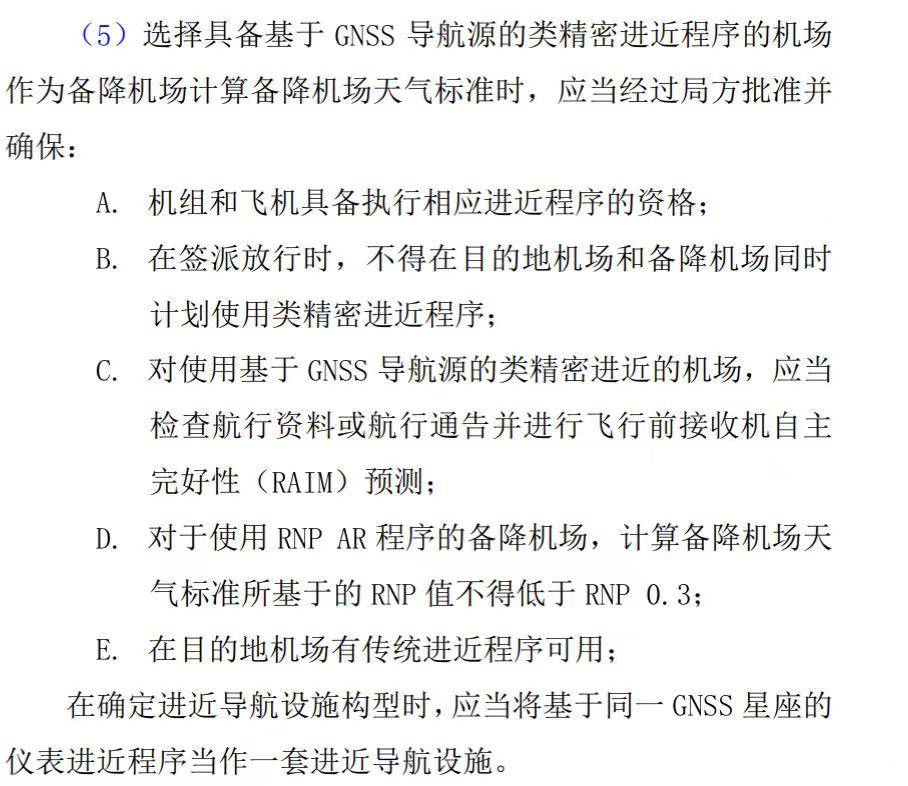 （5）选择具备基于 GNSS 导航源的类精密进近程序的机场
作为备降机场计算备降机场天气标准时，应当经过局方批准并
确保：
A. 机组和飞机具备执行相应进近程序的资格；
B. 在签派放行时，不得在目的地机场和备降机场同时
计划使用类精密进近程序；
C. 对使用基于 GNSS 导航源的类精密进近的机场，应当
检查航行资料或航行通告并进行飞行前接收机自主
完好性（RAIM）预测；
D. 对于使用 RNP AR 程序的备降机场，计算备降机场天
气标准所基于的 RNP 值不得低于 RNP 0.3；
E. 在目的地机场有传统进近程序可用；
在确定进近导航设施构型时，应当将基于同一 GNSS 星座的
仪表进近程序当作一套进近导航设施。